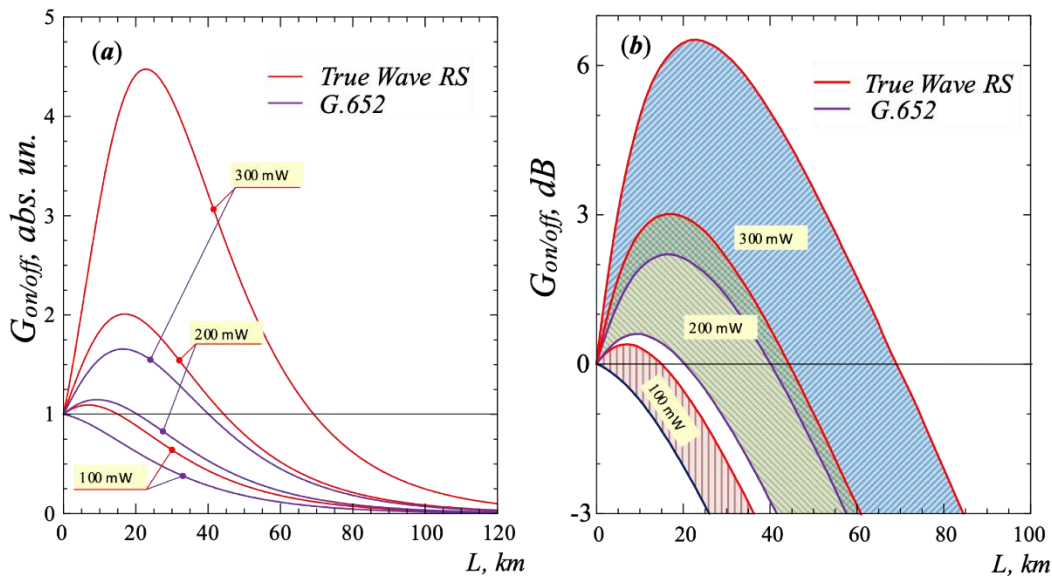 (a)
True Wave RS
G.652
300 mW
200 mW
100 mW
G on/off, abs. un.
5
4
3
2
1
0
0 20 40 60 80 100 120
L, km
(b)
True Wave RS
G.652
300 mW
200 mW
100 mW
G on/off, dB
6
3
0
-3
0 20 40 60 80 100
L, km